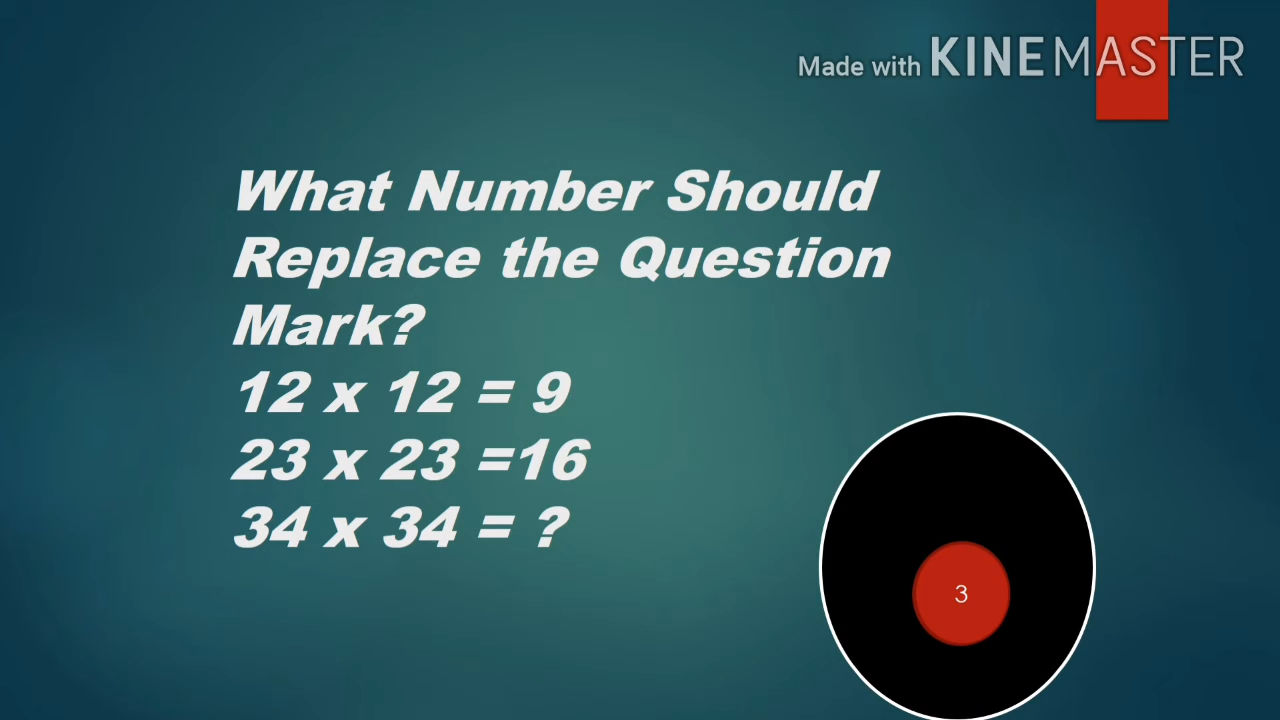 Made with KINEMASTER
What Number Should
Replace the Question
Mark?
12 x 12 = 9
23 x 23 =16
34 x 34 = ?
3